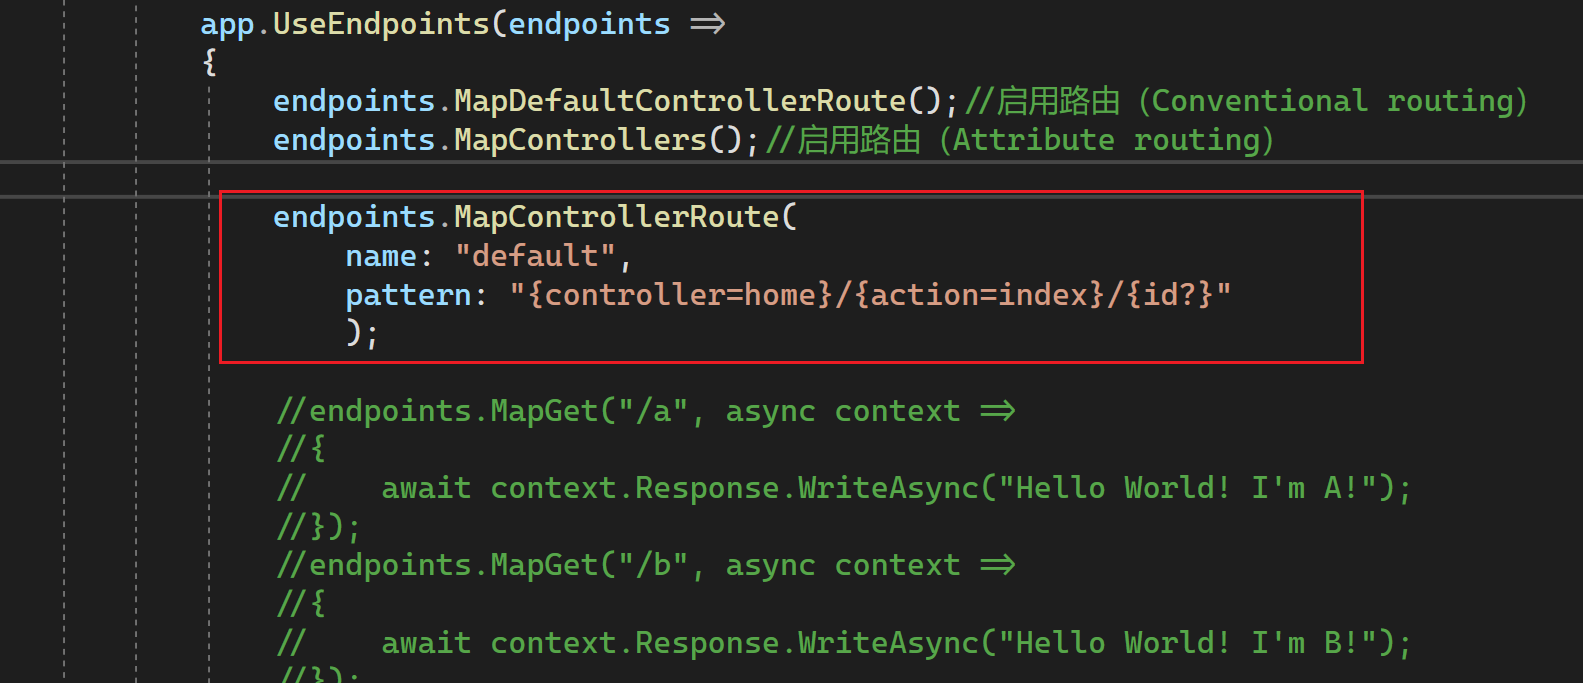 app.UseEndpoints(endpoints =>
{
endpoints.MapDefaultControllerRoute();//启用路由（Conventional routing）
endpoints.MapControllers();//启用路由（Attribute routing）
endpoints.MapControllerRoute(
name: "default",
pattern: "{controller=home}/{action=index}/{id?}"
);
//endpoints.MapGet("/a", async context =>
//{
//    await context.Response.WriteAsync("Hello World! I'm A!");
//});
//endpoints.MapGet("/b", async context =>
//{
//    await context.Response.WriteAsync("Hello World! I'm B!");
//});